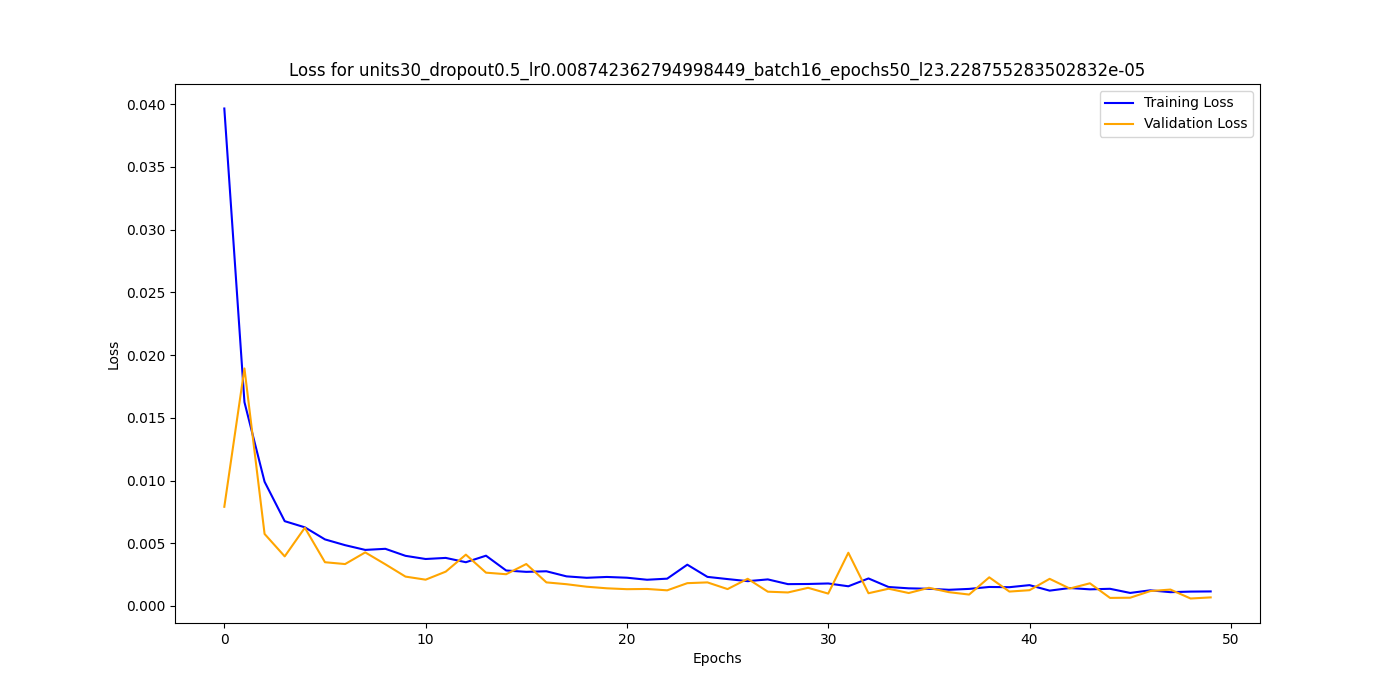 Loss for units30_dropout0.5_lr0.008742362794998449_batch16_epochs50_l23.228755283502832e-05
Training Loss
Validation Loss
0.040
0.035
0.030
0.025
0.020
0.015
0.010
0.005
0.000
Loss
0 10 20 30 40 50
Epochs